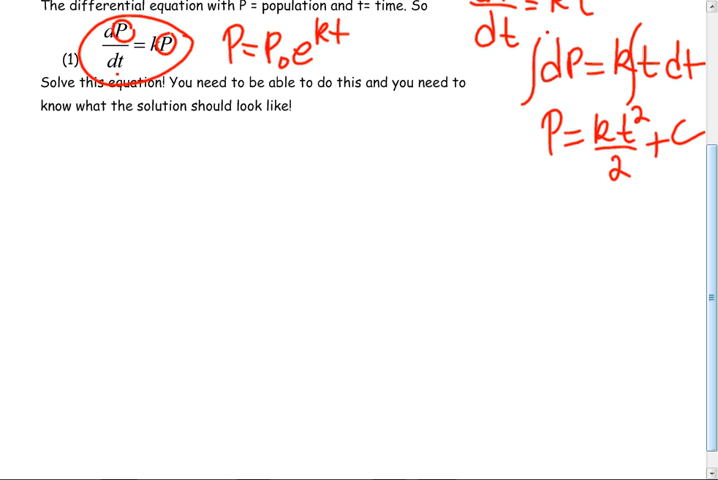 The differential equation with P = population and t= time. So
(1) dP/dt = kP
P = P₀e^{kt}
Solve this equation! You need to be able to do this and you need to
know what the solution should look like!
dt = kt
∫dP = k∫t dt
P = kt²/2 + C